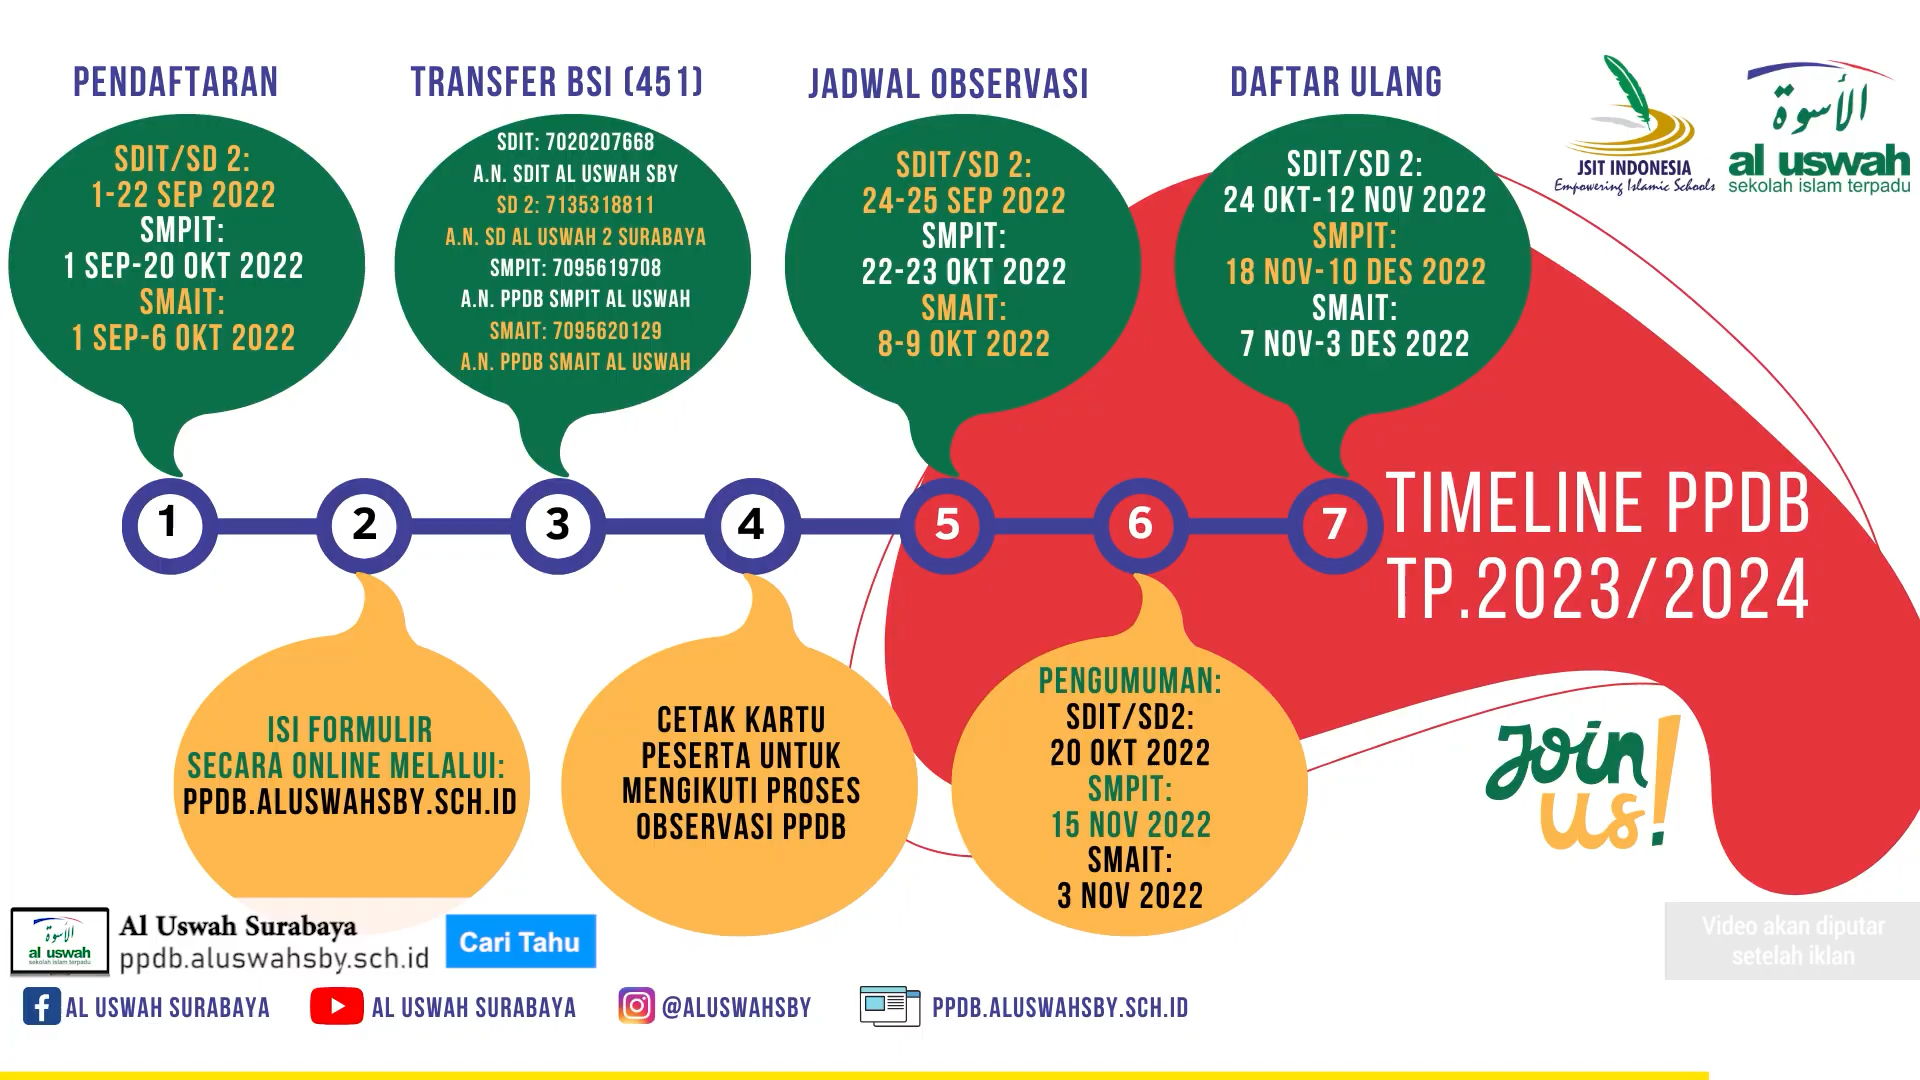 PENDAFTARAN
SDIT/SD 2:
1-22 SEP 2022
SMPIT:
1 SEP-20 OKT 2022
SMAIT:
1 SEP-6 OKT 2022
TRANSFER BSI (451)
SDIT: 7020207668
A.N. SDIT AL USWAH SBY
SD 2: 7135318811
A.N. SD AL USWAH 2 SURABAYA
SMPIT: 7095619708
A.N. PPDB SMPIT AL USWAH
SMAIT: 7095620129
A.N. PPDB SMAIT AL USWAH
JADWAL OBSERVASI
SDIT/SD 2:
24-25 SEP 2022
SMPIT:
22-23 OKT 2022
SMAIT:
8-9 OKT 2022
DAFTAR ULANG
SDIT/SD 2:
24 OKT-12 NOV 2022
SMPIT:
18 NOV-10 DES 2022
SMAIT:
7 NOV-3 DES 2022
JSIT INDONESIA
Empowering Islamic Schools
الأسوة
al uswah
sekolah islam terpadu
1 2 3 4 5 6 7
TIMELINE PPDB
TP.2023/2024
ISI FORMULIR
SECARA ONLINE MELALUI:
PPDB.ALUSWAHSBY.SCH.ID
CETAK KARTU
PESERTA UNTUK
MENGIKUTI PROSES
OBSERVASI PPDB
PENGUMUMAN:
SDIT/SD2:
20 OKT 2022
SMPIT:
15 NOV 2022
SMAIT:
3 NOV 2022
Join
us!
الأسوة
al uswah
sekolah islam terpadu
Al Uswah Surabaya
ppdb.aluswahsby.sch.id
Cari Tahu
Video akan diputar
setelah iklan
AL USWAH SURABAYA
AL USWAH SURABAYA
@ALUSWAHSBY
PPDB.ALUSWAHSBY.SCH.ID